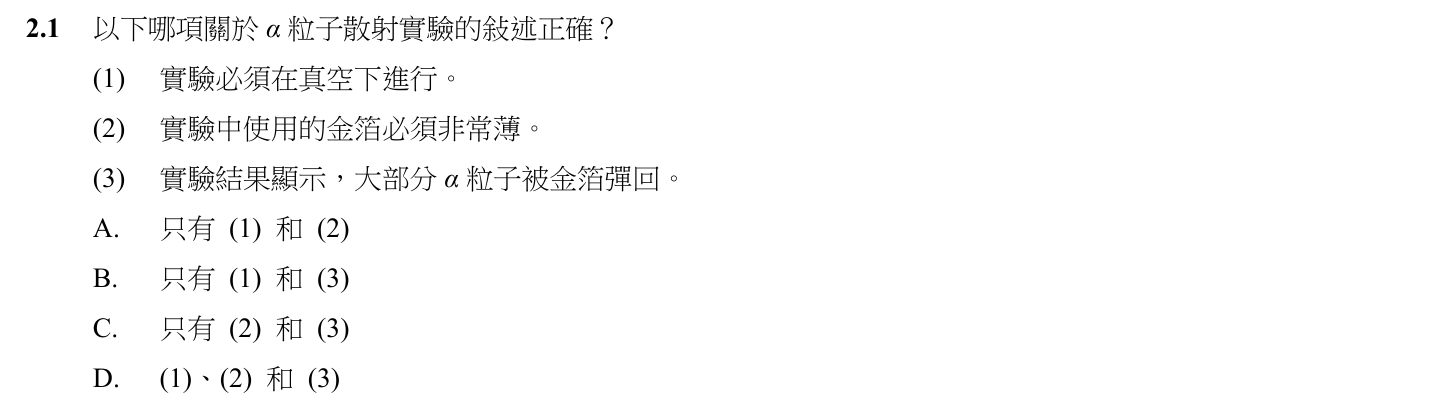 2.1 以下哪項關於 α 粒子散射實驗的敍述正確？
(1) 實驗必須在真空下進行。
(2) 實驗中使用的金箔必須非常薄。
(3) 實驗結果顯示，大部分 α 粒子被金箔彈回。
A. 只有 (1) 和 (2)
B. 只有 (1) 和 (3)
C. 只有 (2) 和 (3)
D. (1)、(2) 和 (3)